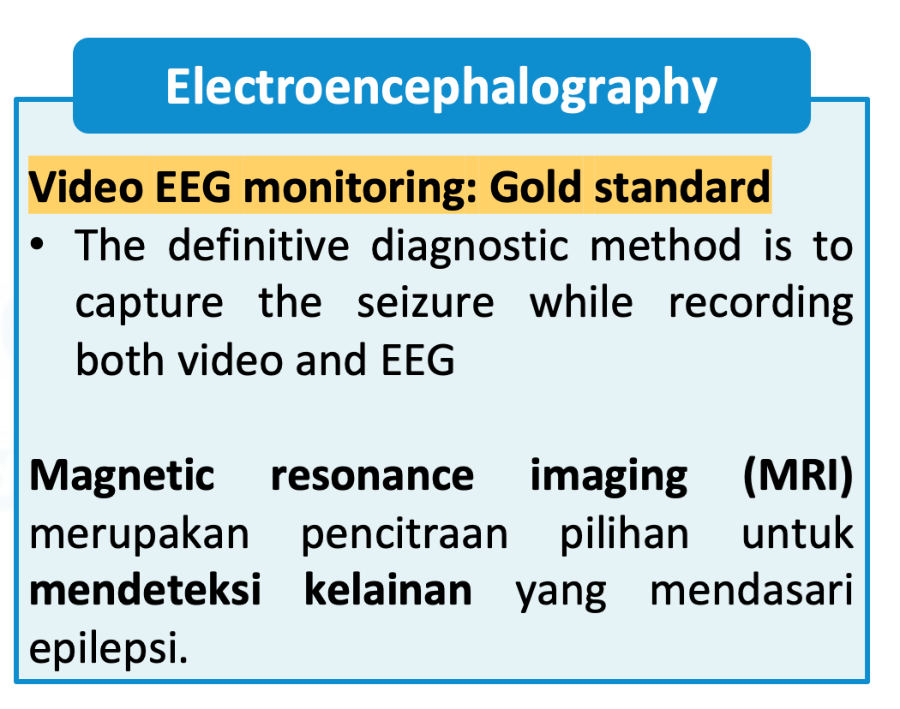 Electroencephalography
Video EEG monitoring: Gold standard
• The definitive diagnostic method is to
capture the seizure while recording
both video and EEG
Magnetic resonance imaging (MRI)
merupakan pencitraan pilihan untuk
mendeteksi kelainan yang mendasari
epilepsi.